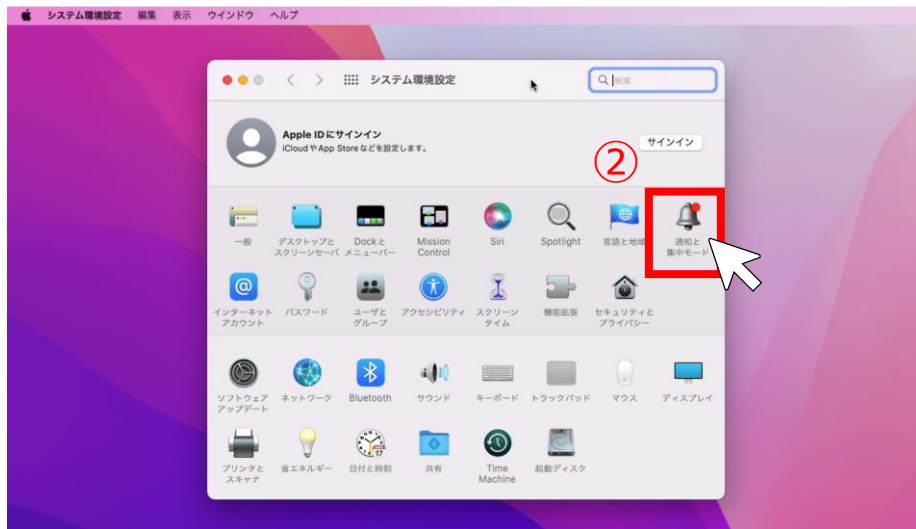 システム環境設定 編集 表示 ウインドウ ヘルプ
システム環境設定
検索
Apple IDにサインイン
iCloud や App Store などを設定します。
サインイン
②
一般
デスクトップと
スクリーンセーバ
Dockと
メニューバー
Mission
Control
Siri
Spotlight
言語と地域
通知と
集中モード
インターネット
アカウント
パスワード
ユーザと
グループ
アクセシビリティ
スクリーン
タイム
機能拡張
セキュリティと
プライバシー
ソフトウェア
アップデート
ネットワーク
Bluetooth
サウンド
キーボード
トラックパッド
マウス
ディスプレイ
プリンタと
スキャナ
省エネルギー
17
日付と時刻
共有
Time
Machine
起動ディスク